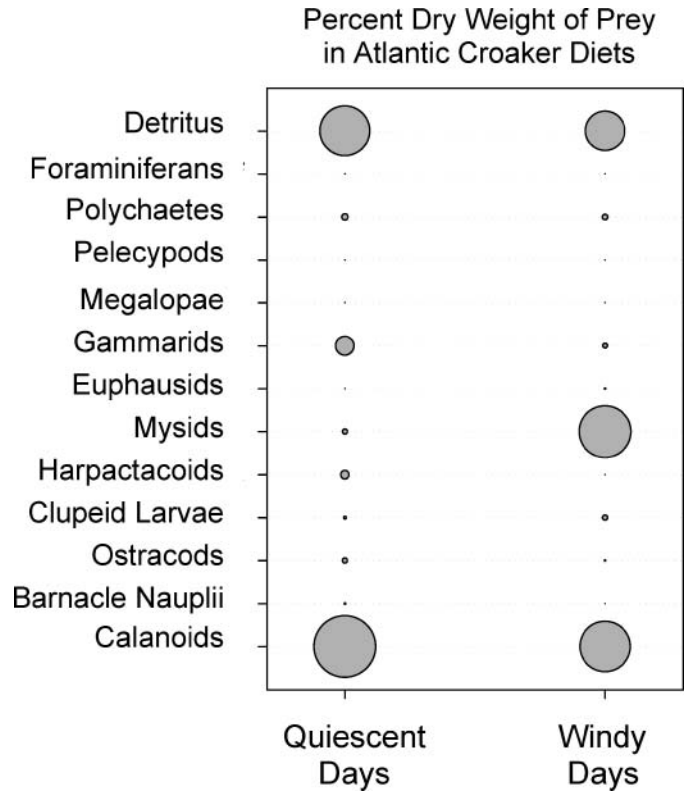 Percent Dry Weight of Prey
in Atlantic Croaker Diets
Detritus
Foraminiferans
Polychaetes
Pelecypods
Megalopae
Gammarids
Euphausids
Mysids
Harpactacoids
Clupeid Larvae
Ostracods
Barnacle Nauplii
Calanoids
Quiescent
Days
Windy
Days